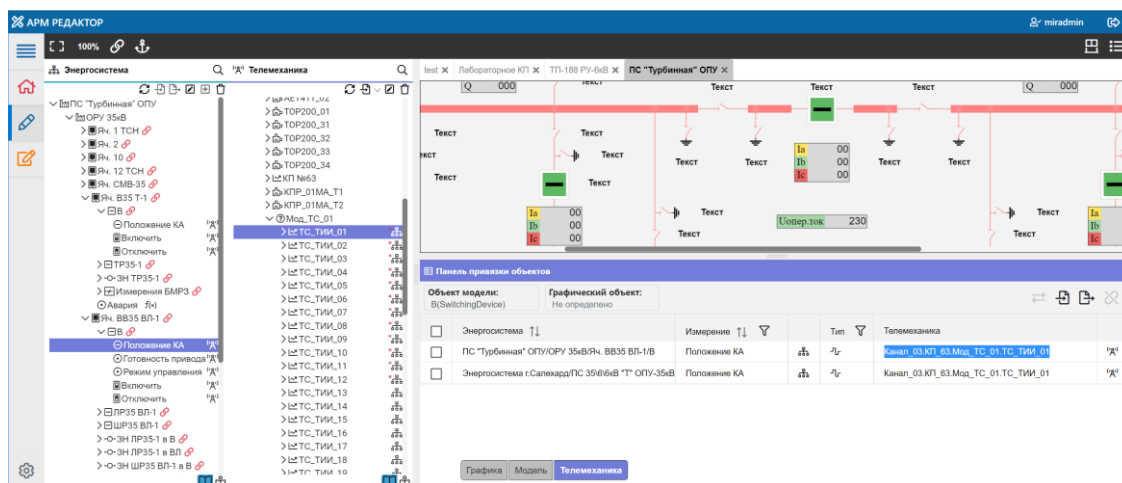 АРМ РЕДАКТОР
miradmin
100%
Энергосистема
Телемеханика
ПС "Турбинная" ОПУ
ОРУ 35кВ
Яч. 1 ТСН
Яч. 2
Яч. 10
Яч. 12 ТСН
Яч. СМВ-35
Яч. В35 Т-1
В
Положение КА
Включить
Отключить
ТР35-1
ЗН ТР35-1
Измерения БМРЗ
Авария f(x)
Яч. ВВ35 ВЛ-1
В
Положение КА
Готовность привода
Режим управления
Включить
Отключить
ЛР35 ВЛ-1
ШР35 ВЛ-1
ЗН ЛР35-1 в В
ЗН ЛР35-1 в ВЛ
ЗН ШР35 ВЛ-1 в В
TOP200_01
TOP200_31
TOP200_32
TOP200_33
TOP200_34
КП №63
КПР_01МА_Т1
КПР_01МА_Т2
Мод_ТС_01
ТС_ТИИ_01
ТС_ТИИ_02
ТС_ТИИ_03
ТС_ТИИ_04
ТС_ТИИ_05
ТС_ТИИ_06
ТС_ТИИ_07
ТС_ТИИ_08
ТС_ТИИ_09
ТС_ТИИ_10
ТС_ТИИ_11
ТС_ТИИ_12
ТС_ТИИ_13
ТС_ТИИ_14
ТС_ТИИ_15
ТС_ТИИ_16
ТС_ТИИ_17
ТС_ТИИ_18
ТС_ТИИ_19
test Лабораторное КП ТП-188 РУ-6кВ ПС "Турбинная" ОПУ
Q 000 Текст Текст Текст Текст Q 000
Текст
Текст
Текст Текст Текст Текст Текст
Ia 00
Ib 00
Ic 00
Текст Текст
Ia 00
Ib 00
Ic 00
Текст
Текст
Uопер.ток 230
Текст
Текст
Ia
Ib
Ic
Панель привязки объектов
Объект модели: Графический объект:
В(SwitchingDevice) Не определено
Энергосистема Измерение Тип Телемеханика
ПС "Турбинная" ОПУ/ОРУ 35кВ/Яч. ВВ35 ВЛ-1/В Положение КА Канал_03.КП_63.Мод_ТС_01.ТС_ТИИ_01
Энергосистема г.Салехард/ПС 35\6\6кВ "Т" ОПУ-35кВ Положение КА Канал_03.КП_63.Мод_ТС_01.ТС_ТИИ_01
Графика Модель Телемеханика